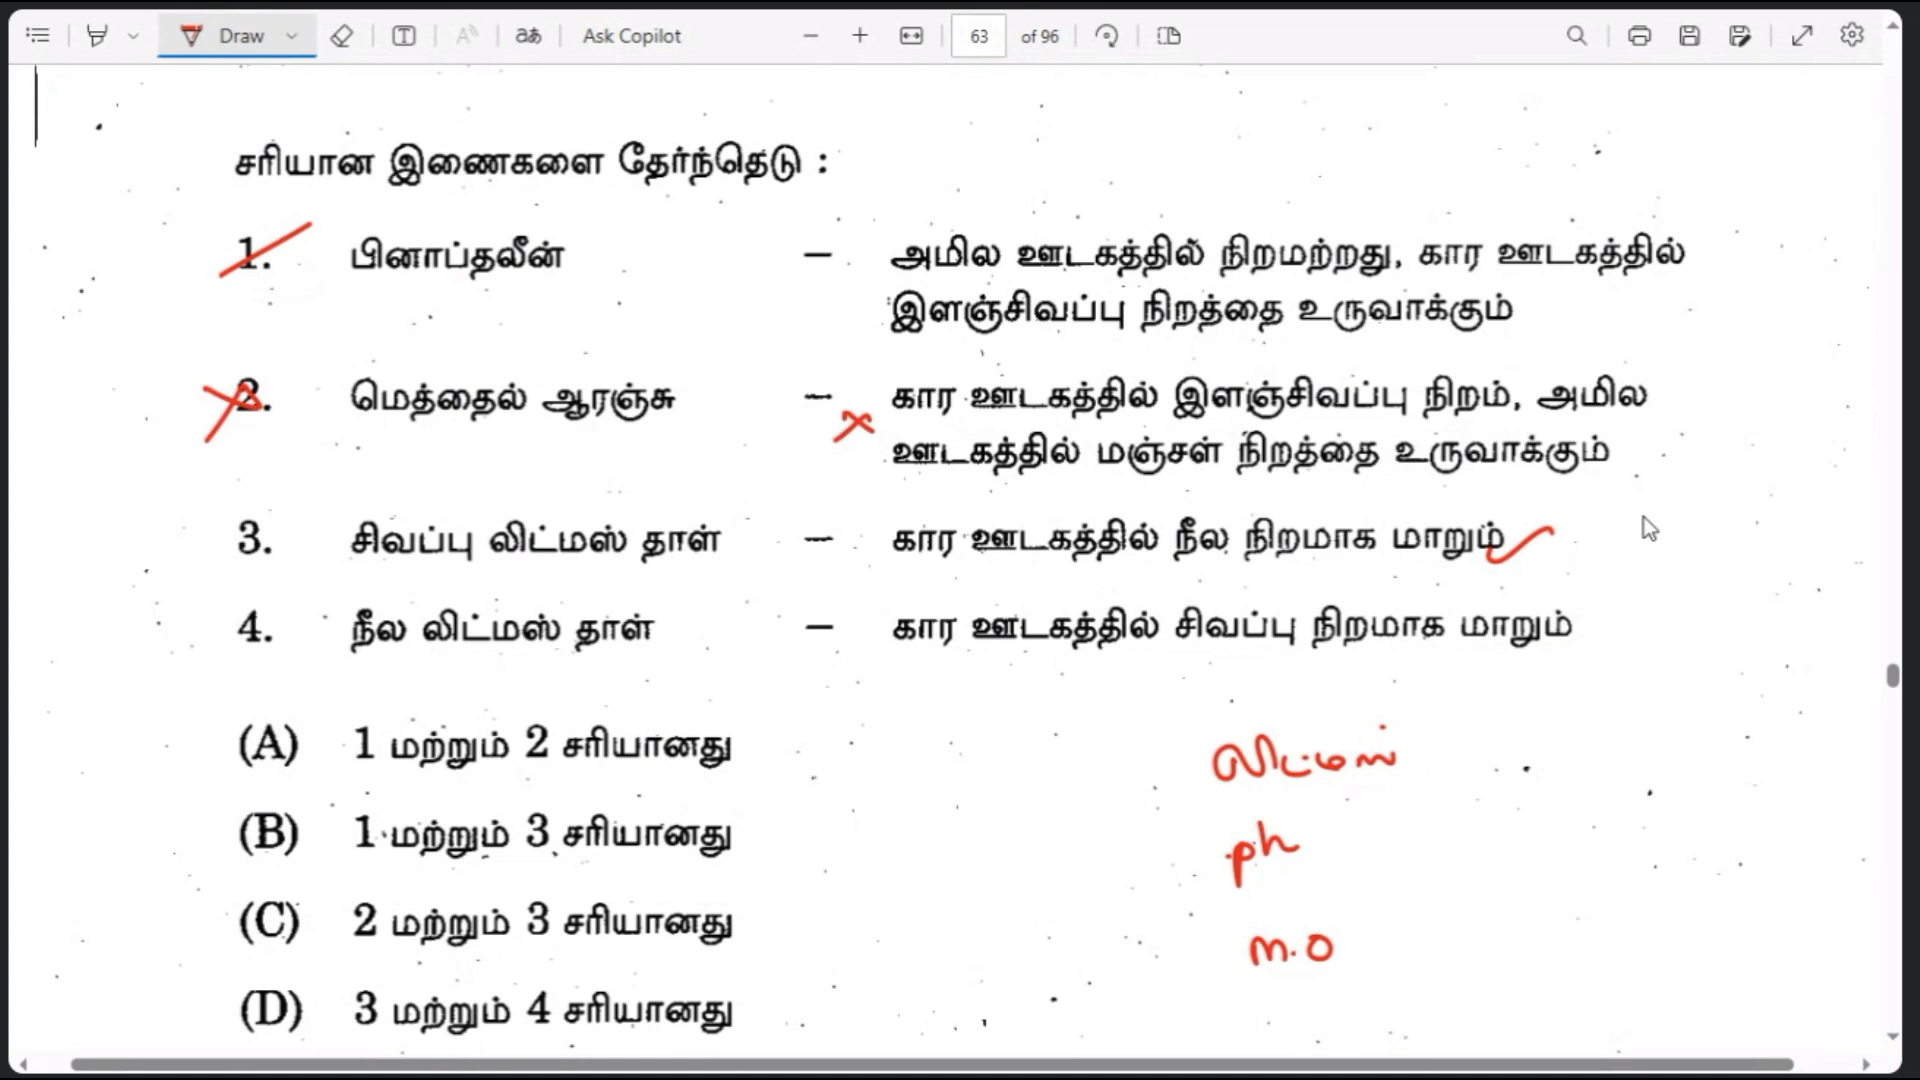 Draw
Ask Copilot
63 of 96
சரியான இணைகளை தேர்ந்தெடு :
1. பினாப்தலீன் – அமில ஊடகத்தில் நிறமற்றது, கார ஊடகத்தில்
இளஞ்சிவப்பு நிறத்தை உருவாக்கும்
2. மெத்தைல் ஆரஞ்சு – கார ஊடகத்தில் இளஞ்சிவப்பு நிறம், அமில
ஊடகத்தில் மஞ்சள் நிறத்தை உருவாக்கும்
3. சிவப்பு லிட்மஸ் தாள் – கார ஊடகத்தில் நீல நிறமாக மாறும்
4. நீல லிட்மஸ் தாள் – கார ஊடகத்தில் சிவப்பு நிறமாக மாறும்
(A) 1 மற்றும் 2 சரியானது
(B) 1 மற்றும் 3 சரியானது
(C) 2 மற்றும் 3 சரியானது
(D) 3 மற்றும் 4 சரியானது
லிட்மஸ்
ph
m.o